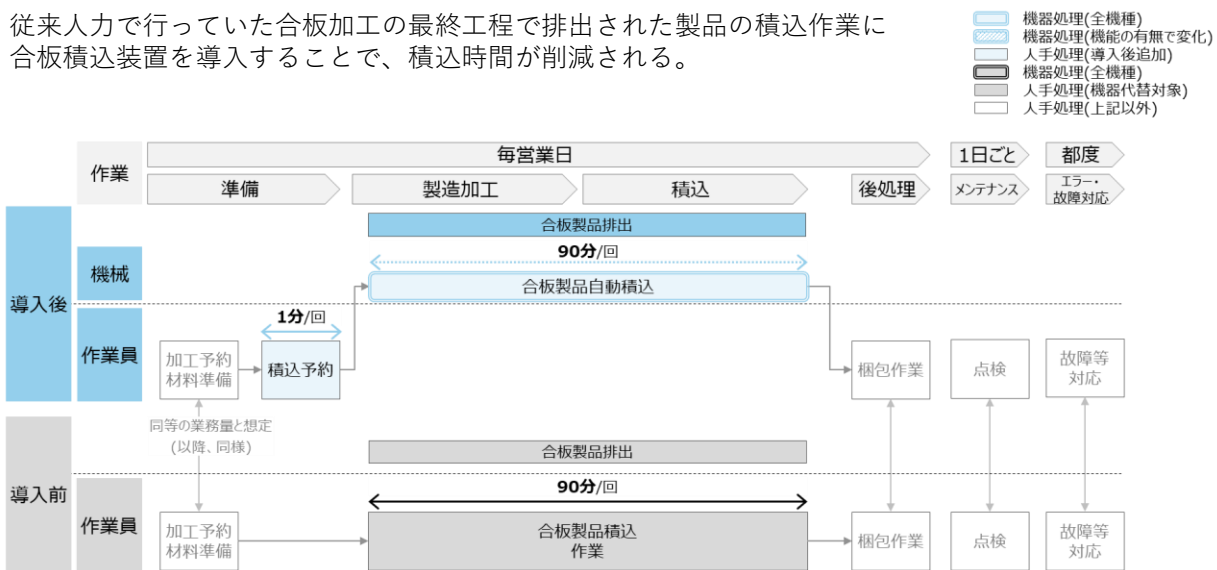 従来人力で行っていた合板加工の最終工程で排出された製品の積込作業に
合板積込装置を導入することで、積込時間が削減される。
機器処理(全機種)
機器処理(機能の有無で変化)
人手処理(導入後追加)
機器処理(全機種)
人手処理(機器代替対象)
人手処理(上記以外)
作業
毎営業日
1日ごと
都度
準備
製造加工
積込
後処理
メンテナンス
エラー・
故障対応
導入後
機械
合板製品排出
90分/回
合板製品自動積込
作業員
1分/回
加工予約
材料準備
積込予約
梱包作業
点検
故障等
対応
同等の業務量と想定
(以降、同様)
導入前
合板製品排出
90分/回
作業員
加工予約
材料準備
合板製品積込
作業
梱包作業
点検
故障等
対応